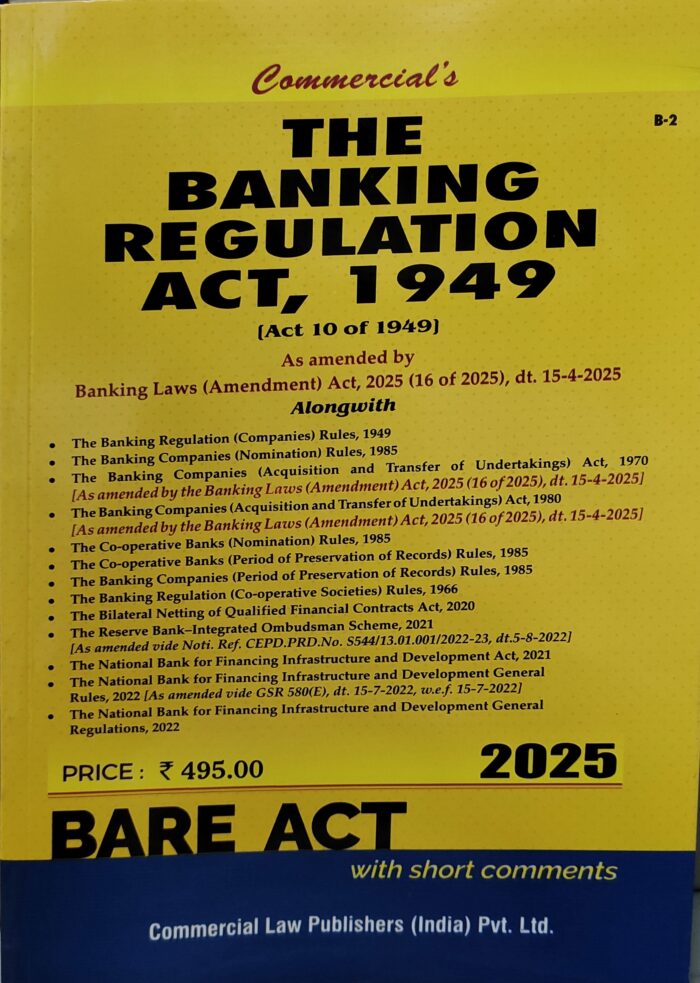 Commercial's
B-2
THE
BANKING
REGULATION
ACT, 1949
(Act 10 of 1949)
As amended by
Banking Laws (Amendment) Act, 2025 (16 of 2025), dt. 15-4-2025
Alongwith
• The Banking Regulation (Companies) Rules, 1949
• The Banking Companies (Nomination) Rules, 1985
• The Banking Companies (Acquisition and Transfer of Undertakings) Act, 1970
[As amended by the Banking Laws (Amendment) Act, 2025 (16 of 2025), dt. 15-4-2025]
• The Banking Companies (Acquisition and Transfer of Undertakings) Act, 1980
[As amended by the Banking Laws (Amendment) Act, 2025 (16 of 2025), dt. 15-4-2025]
• The Co-operative Banks (Nomination) Rules, 1985
• The Co-operative Banks (Period of Preservation of Records) Rules, 1985
• The Banking Companies (Period of Preservation of Records) Rules, 1985
• The Banking Regulation (Co-operative Societies) Rules, 1966
• The Bilateral Netting of Qualified Financial Contracts Act, 2020
• The Reserve Bank–Integrated Ombudsman Scheme, 2021
[As amended vide Noti. Ref. CEPD.PRD.No. S544/13.01.001/2022-23, dt.5-8-2022]
• The National Bank for Financing Infrastructure and Development Act, 2021
• The National Bank for Financing Infrastructure and Development General
Rules, 2022 [As amended vide GSR 580(E), dt. 15-7-2022, w.e.f. 15-7-2022]
• The National Bank for Financing Infrastructure and Development General
Regulations, 2022
PRICE : ₹ 495.00
2025
BARE ACT
with short comments
Commercial Law Publishers (India) Pvt. Ltd.